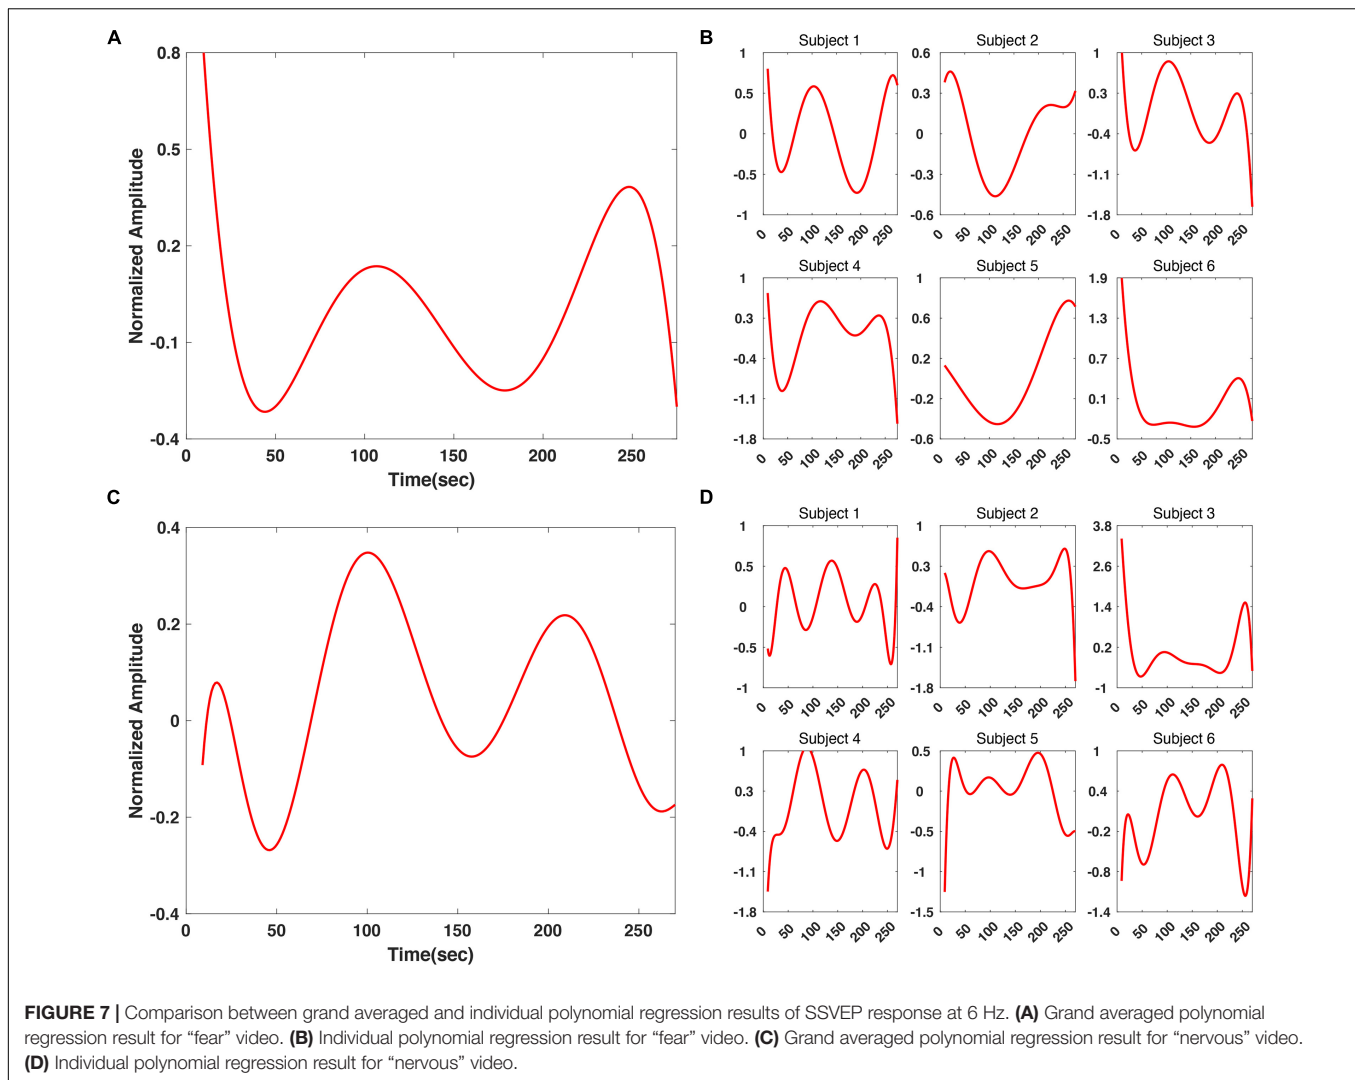 A
0.8
0.5
0.2
-0.1
-0.4
Normalized Amplitude
0 50 100 150 200 250
Time(sec)
B
Subject 1
1
0.5
0
-0.5
-1
0 50 100 150 200 250
Subject 2
0.6
0.3
0
-0.3
-0.6
0 50 100 150 200 250
Subject 3
1
0.3
-0.4
-1.1
-1.8
0 50 100 150 200 250
Subject 4
1
0.3
-0.4
-1.1
-1.8
0 50 100 150 200 250
Subject 5
1
0.6
0.2
-0.2
-0.6
0 50 100 150 200 250
Subject 6
1.9
1.3
0.7
0.1
-0.5
0 50 100 150 200 250
C
0.4
0.2
0
-0.2
-0.4
Normalized Amplitude
0 50 100 150 200 250
Time(sec)
D
Subject 1
1
0.5
0
-0.5
-1
0 50 100 150 200 250
Subject 2
1
0.3
-0.4
-1.1
-1.8
0 50 100 150 200 250
Subject 3
3.8
2.6
1.4
0.2
-1
0 50 100 150 200 250
Subject 4
1
0.3
-0.4
-1.1
-1.8
0 50 100 150 200 250
Subject 5
0.5
0
-0.5
-1
-1.5
0 50 100 150 200 250
Subject 6
1
0.4
-0.2
-0.8
-1.4
0 50 100 150 200 250
FIGURE 7 | Comparison between grand averaged and individual polynomial regression results of SSVEP response at 6 Hz. (A) Grand averaged polynomial
regression result for “fear” video. (B) Individual polynomial regression result for “fear” video. (C) Grand averaged polynomial regression result for “nervous” video.
(D) Individual polynomial regression result for “nervous” video.